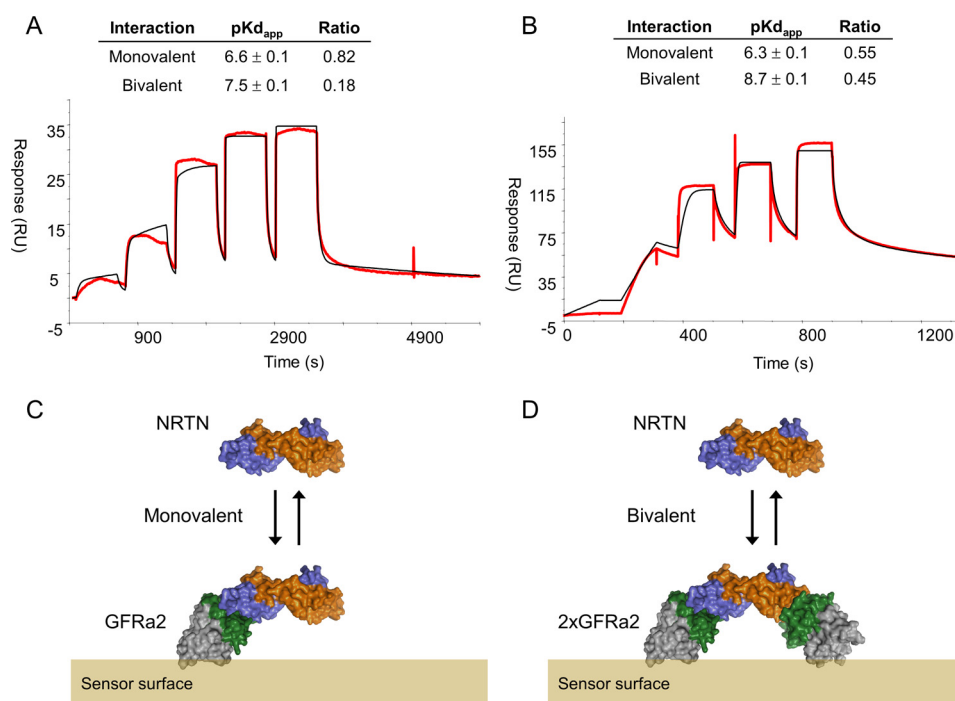 A
Interaction pKd_app Ratio
Monovalent 6.6 ± 0.1 0.82
Bivalent 7.5 ± 0.1 0.18
Response (RU)
35
15
5
-5
900 2900 4900
Time (s)
B
Interaction pKd_app Ratio
Monovalent 6.3 ± 0.1 0.55
Bivalent 8.7 ± 0.1 0.45
Response (RU)
155
115
75
35
-5
0 400 800 1200
Time (s)
C
NRTN
Monovalent
GFRa2
Sensor surface
D
NRTN
Bivalent
2xGFRa2
Sensor surface